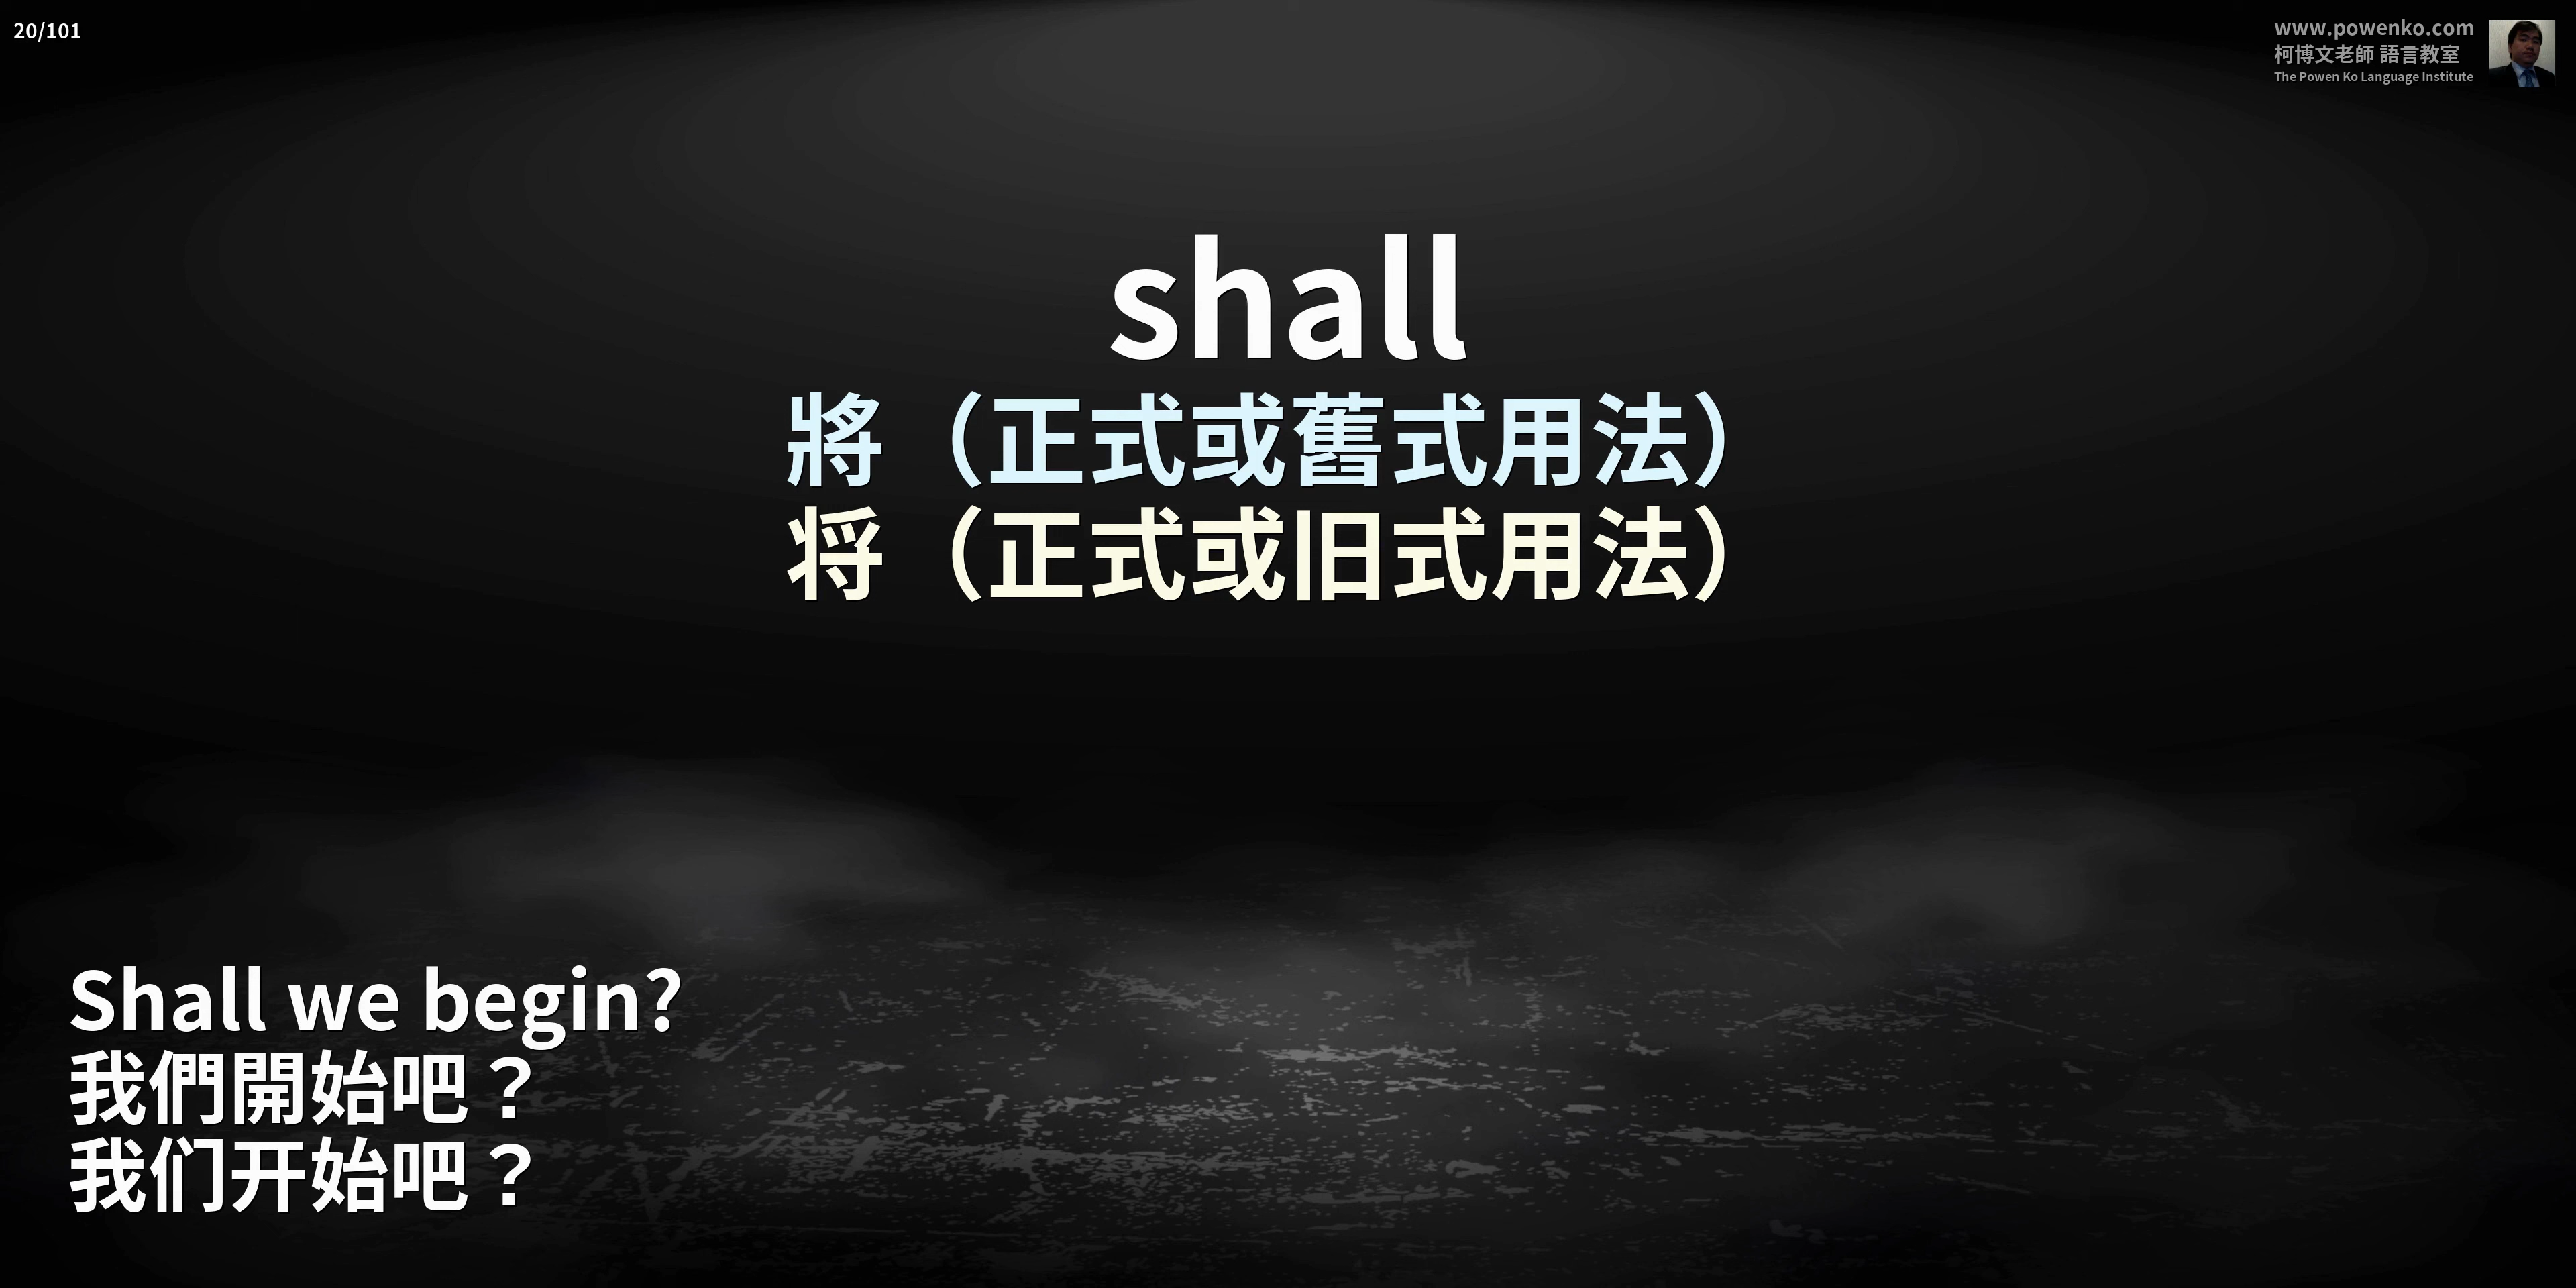 20/101
www.powenko.com
柯博文老師 語言教室
The Powen Ko Language Institute
shall
將（正式或舊式用法）
将（正式或旧式用法）
Shall we begin?
我們開始吧？
我们开始吧？